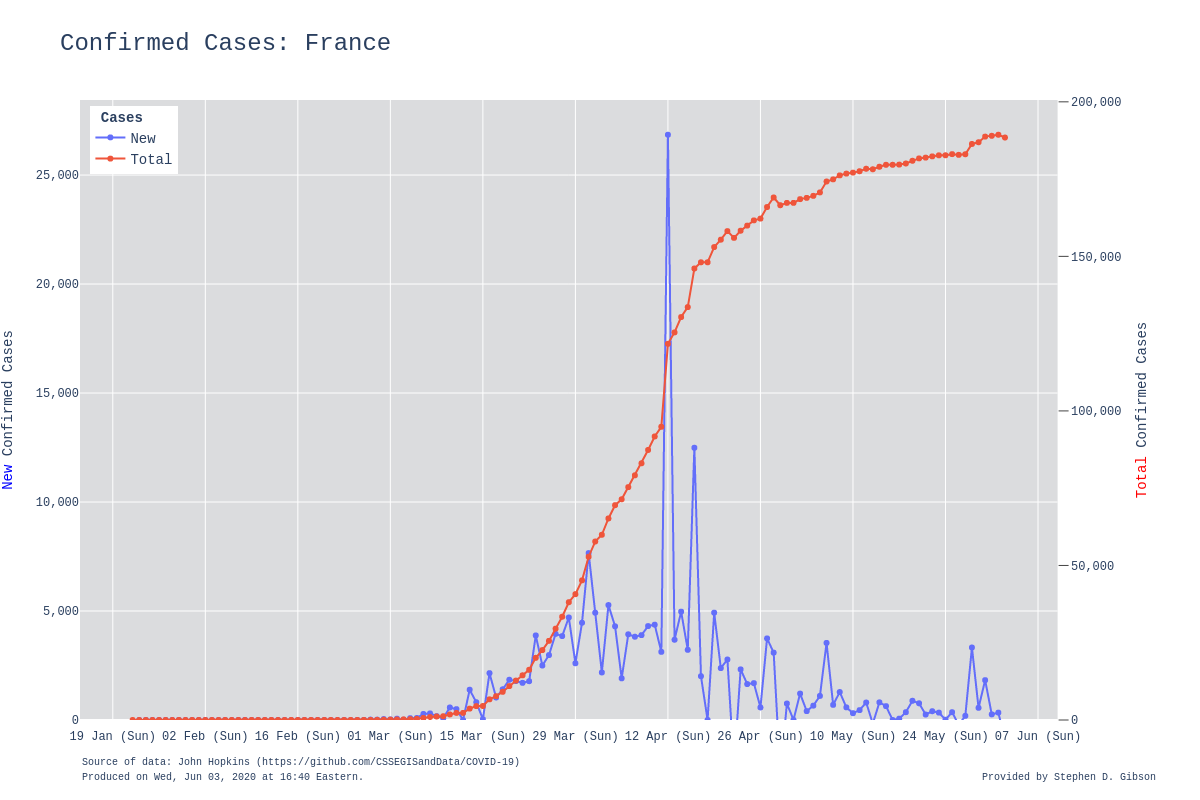 Confirmed Cases: France
Cases
New
Total
25,000
20,000
15,000
10,000
5,000
0
New Confirmed Cases
200,000
150,000
100,000
50,000
0
Total Confirmed Cases
19 Jan (Sun) 02 Feb (Sun) 16 Feb (Sun) 01 Mar (Sun) 15 Mar (Sun) 29 Mar (Sun) 12 Apr (Sun) 26 Apr (Sun) 10 May (Sun) 24 May (Sun) 07 Jun (Sun)
Source of data: John Hopkins (https://github.com/CSSEGISandData/COVID-19)
Produced on Wed, Jun 03, 2020 at 16:40 Eastern.
Provided by Stephen D. Gibson